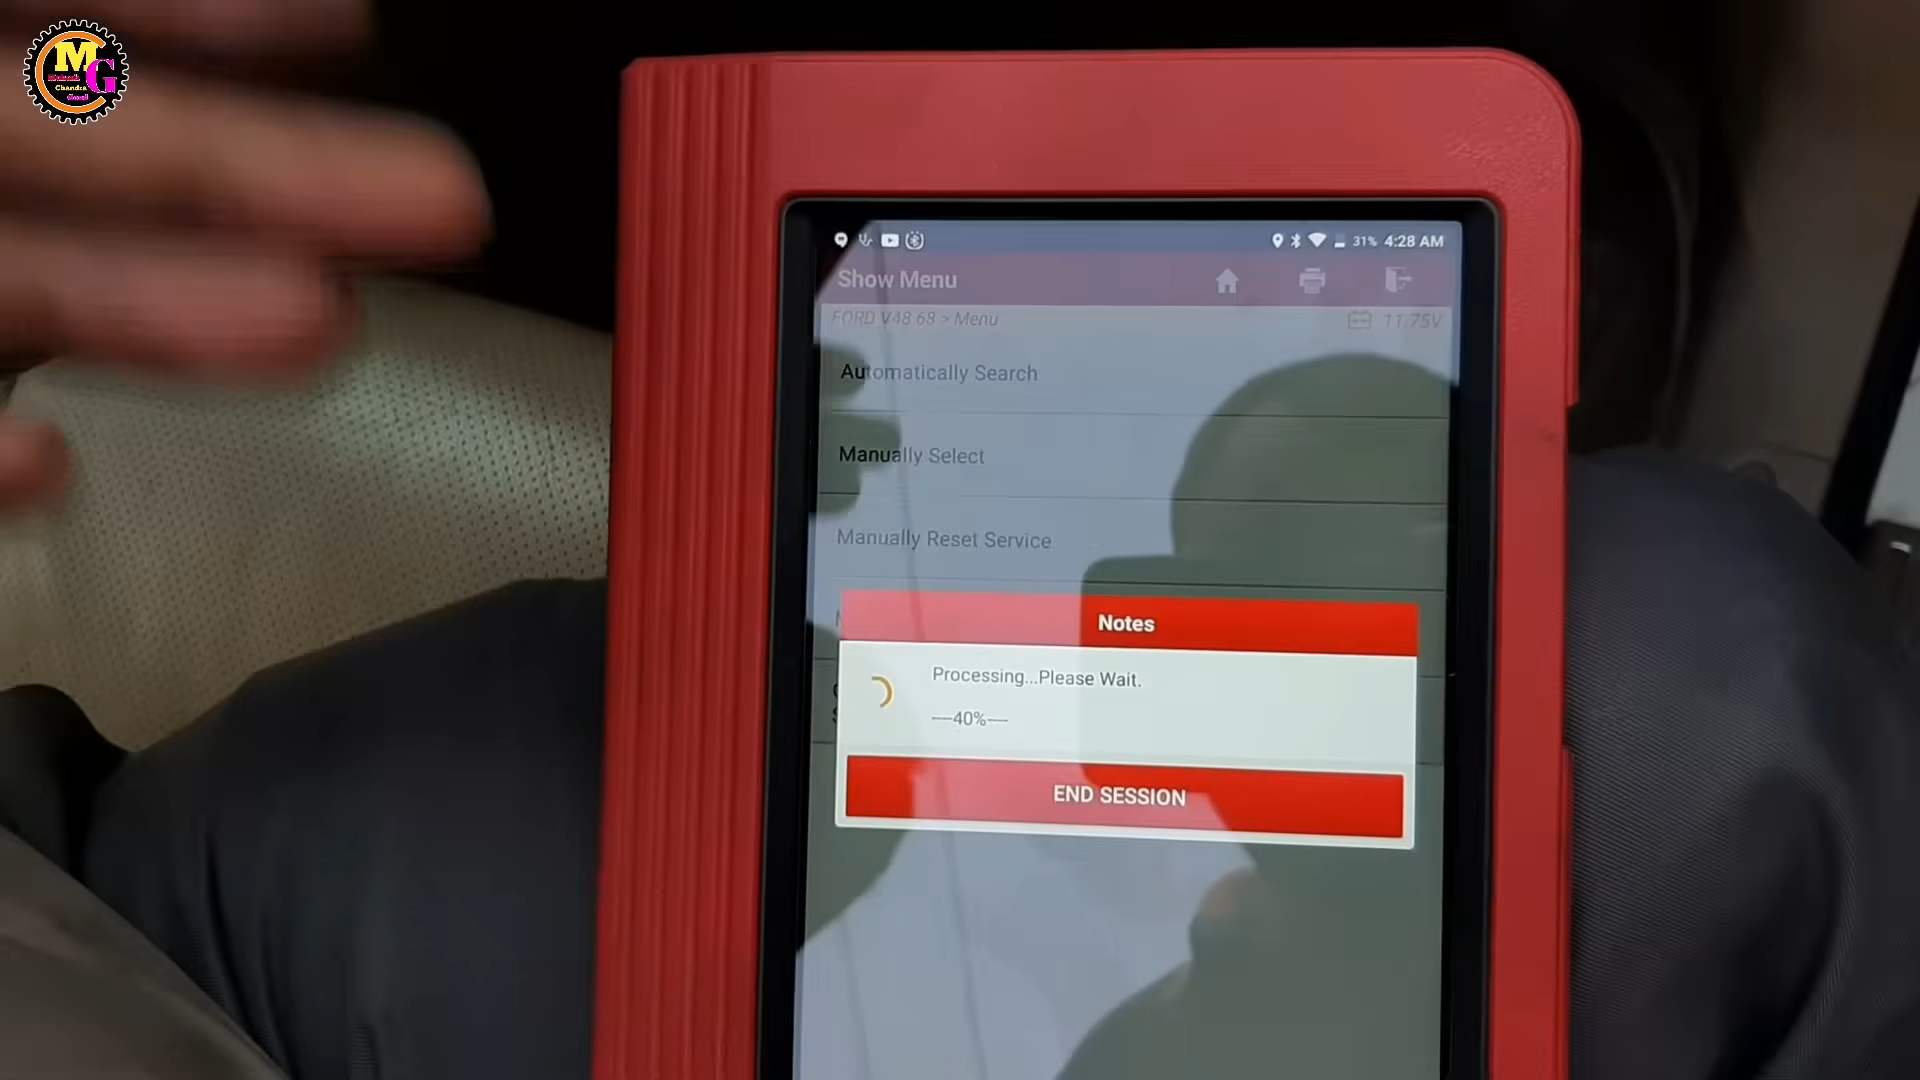 M
G
Chandra
31% 4:28 AM
Show Menu
FORD V48.68 > Menu
11.75V
Automatically Search
Manually Select
Manually Reset Service
Notes
Processing...Please Wait.
----40%----
END SESSION